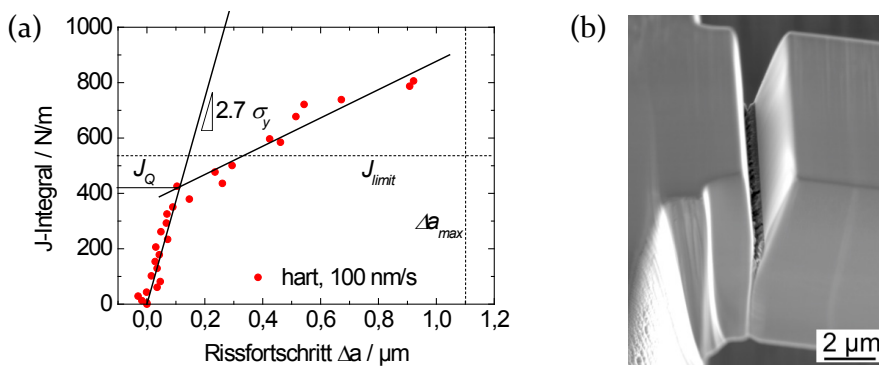 (a)
1000
800
600
400
200
0
J-Integral / N/m
2.7 σy
JQ
Jlimit
Δamax
hart, 100 nm/s
0,0 0,2 0,4 0,6 0,8 1,0 1,2
Rissfortschritt Δa / µm
(b)
2 µm